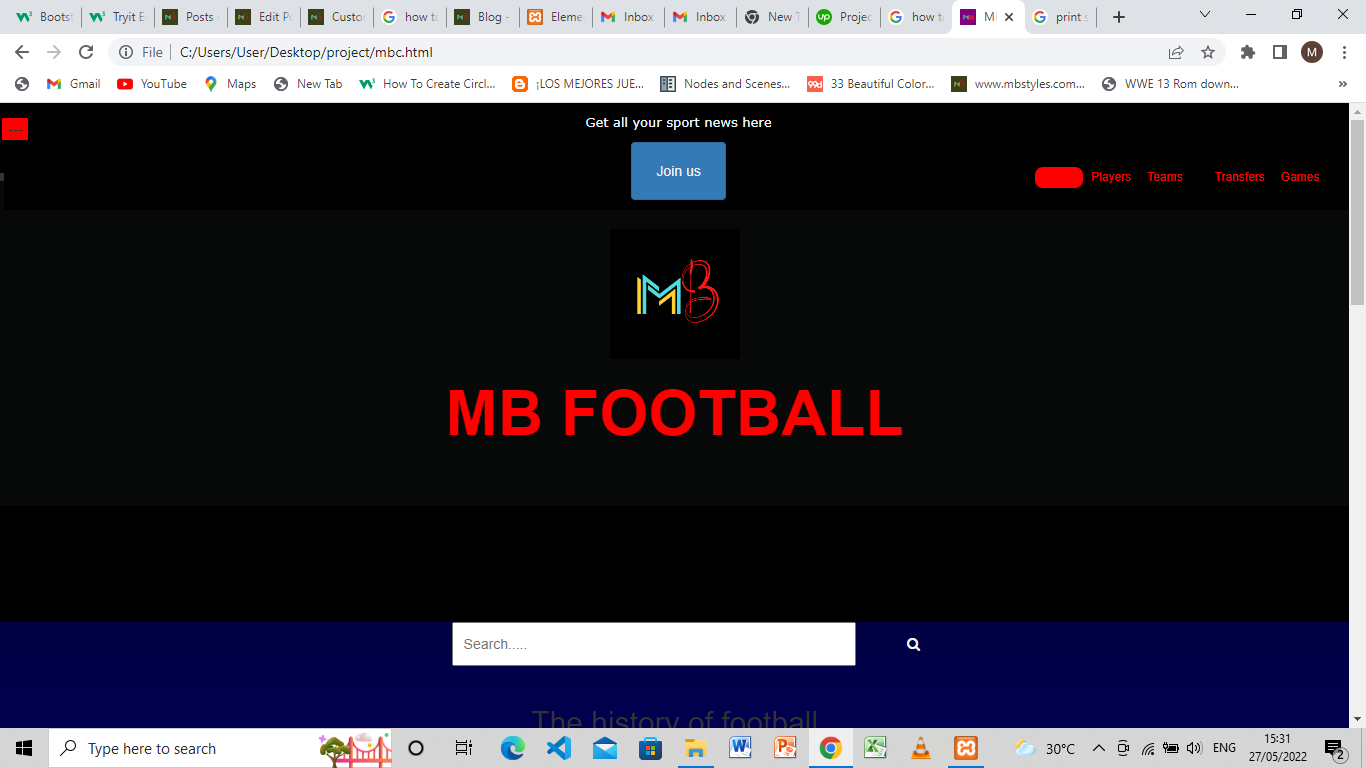 Boots Tryit E Posts Edit P Custo how to Blog - Eleme Inbox Inbox New T Projec how to M print s
File C:/Users/User/Desktop/project/mbc.html M
Gmail YouTube Maps New Tab How To Create Circl... ¡LOS MEJORES JUE... Nodes and Scenes... 33 Beautiful Color... www.mbstyles.com... WWE 13 Rom down... »
Get all your sport news here
---
Join us
Players Teams Transfers Games
MB
MB FOOTBALL
Search.....
The history of football
Type here to search
30°C ENG 15:31
27/05/2022 2